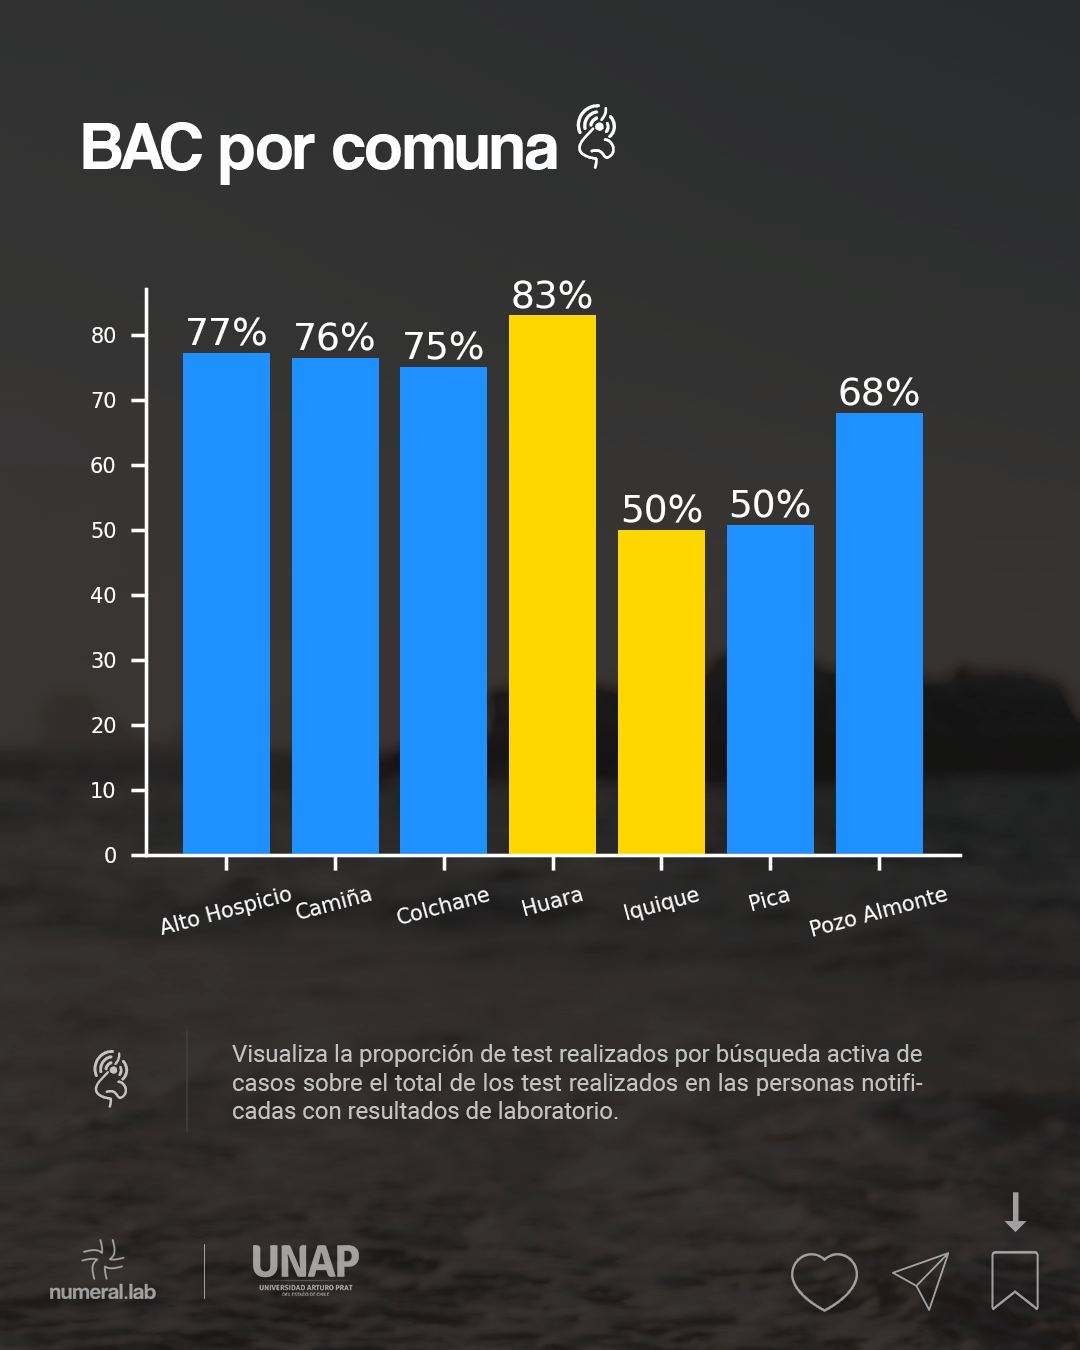 BAC por comuna
83%
77%
76%
75%
68%
50%
50%
80
70
60
50
40
30
20
10
0
Alto Hospicio
Camiña
Colchane
Huara
Iquique
Pica
Pozo Almonte
Visualiza la proporción de test realizados por búsqueda activa de
casos sobre el total de los test realizados en las personas notifi-
cadas con resultados de laboratorio.
numeral.lab
UNAP
UNIVERSIDAD ARTURO PRAT
DEL ESTADO DE CHILE